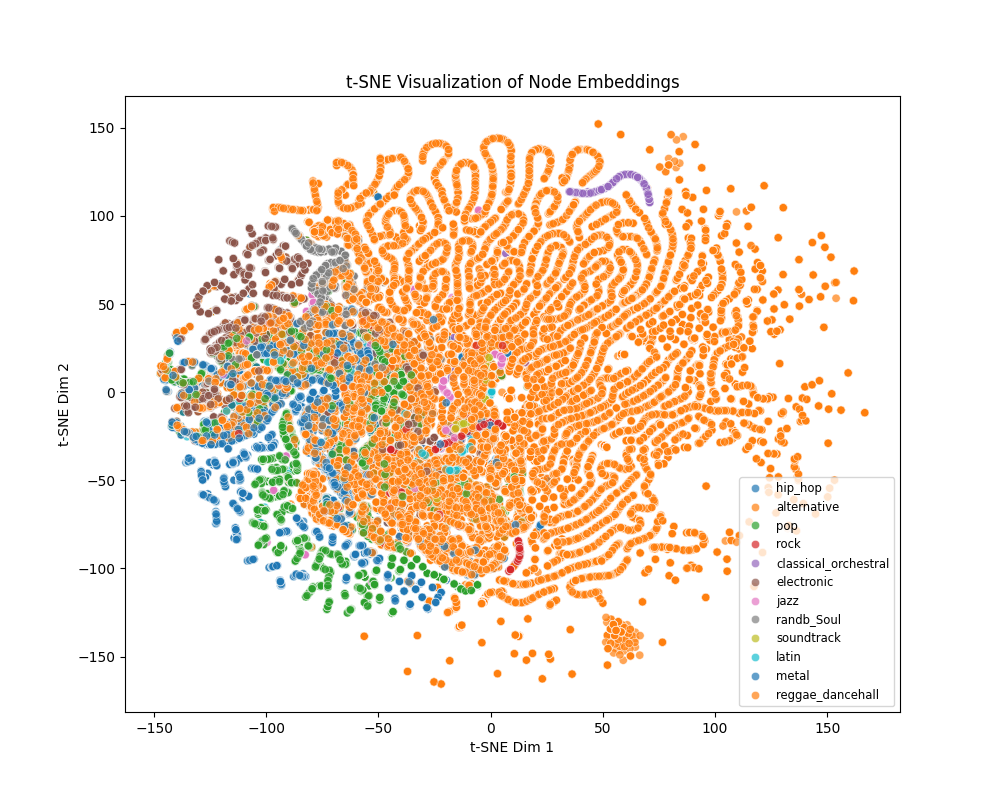 t-SNE Visualization of Node Embeddings
150
100
50
0
−50
−100
−150
t-SNE Dim 2
hip_hop
alternative
pop
rock
classical_orchestral
electronic
jazz
randb_Soul
soundtrack
latin
metal
reggae_dancehall
−150 −100 −50 0 50 100 150
t-SNE Dim 1